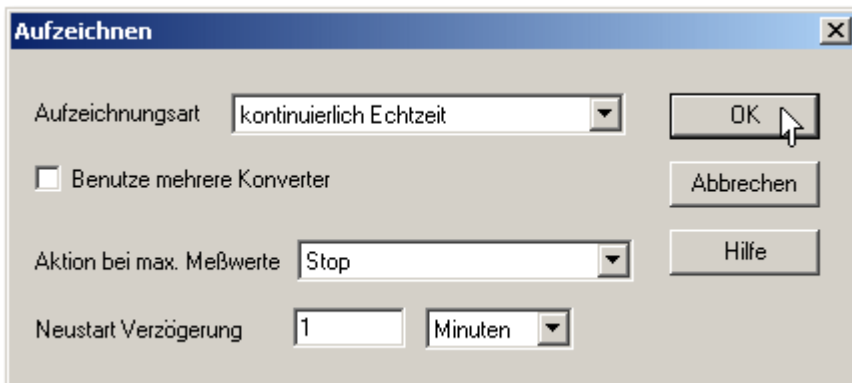 Aufzeichnen
Aufzeichnungsart kontinuierlich Echtzeit OK
Benutze mehrere Konverter Abbrechen
Aktion bei max. Meßwerte Stop Hilfe
Neustart Verzögerung 1 Minuten